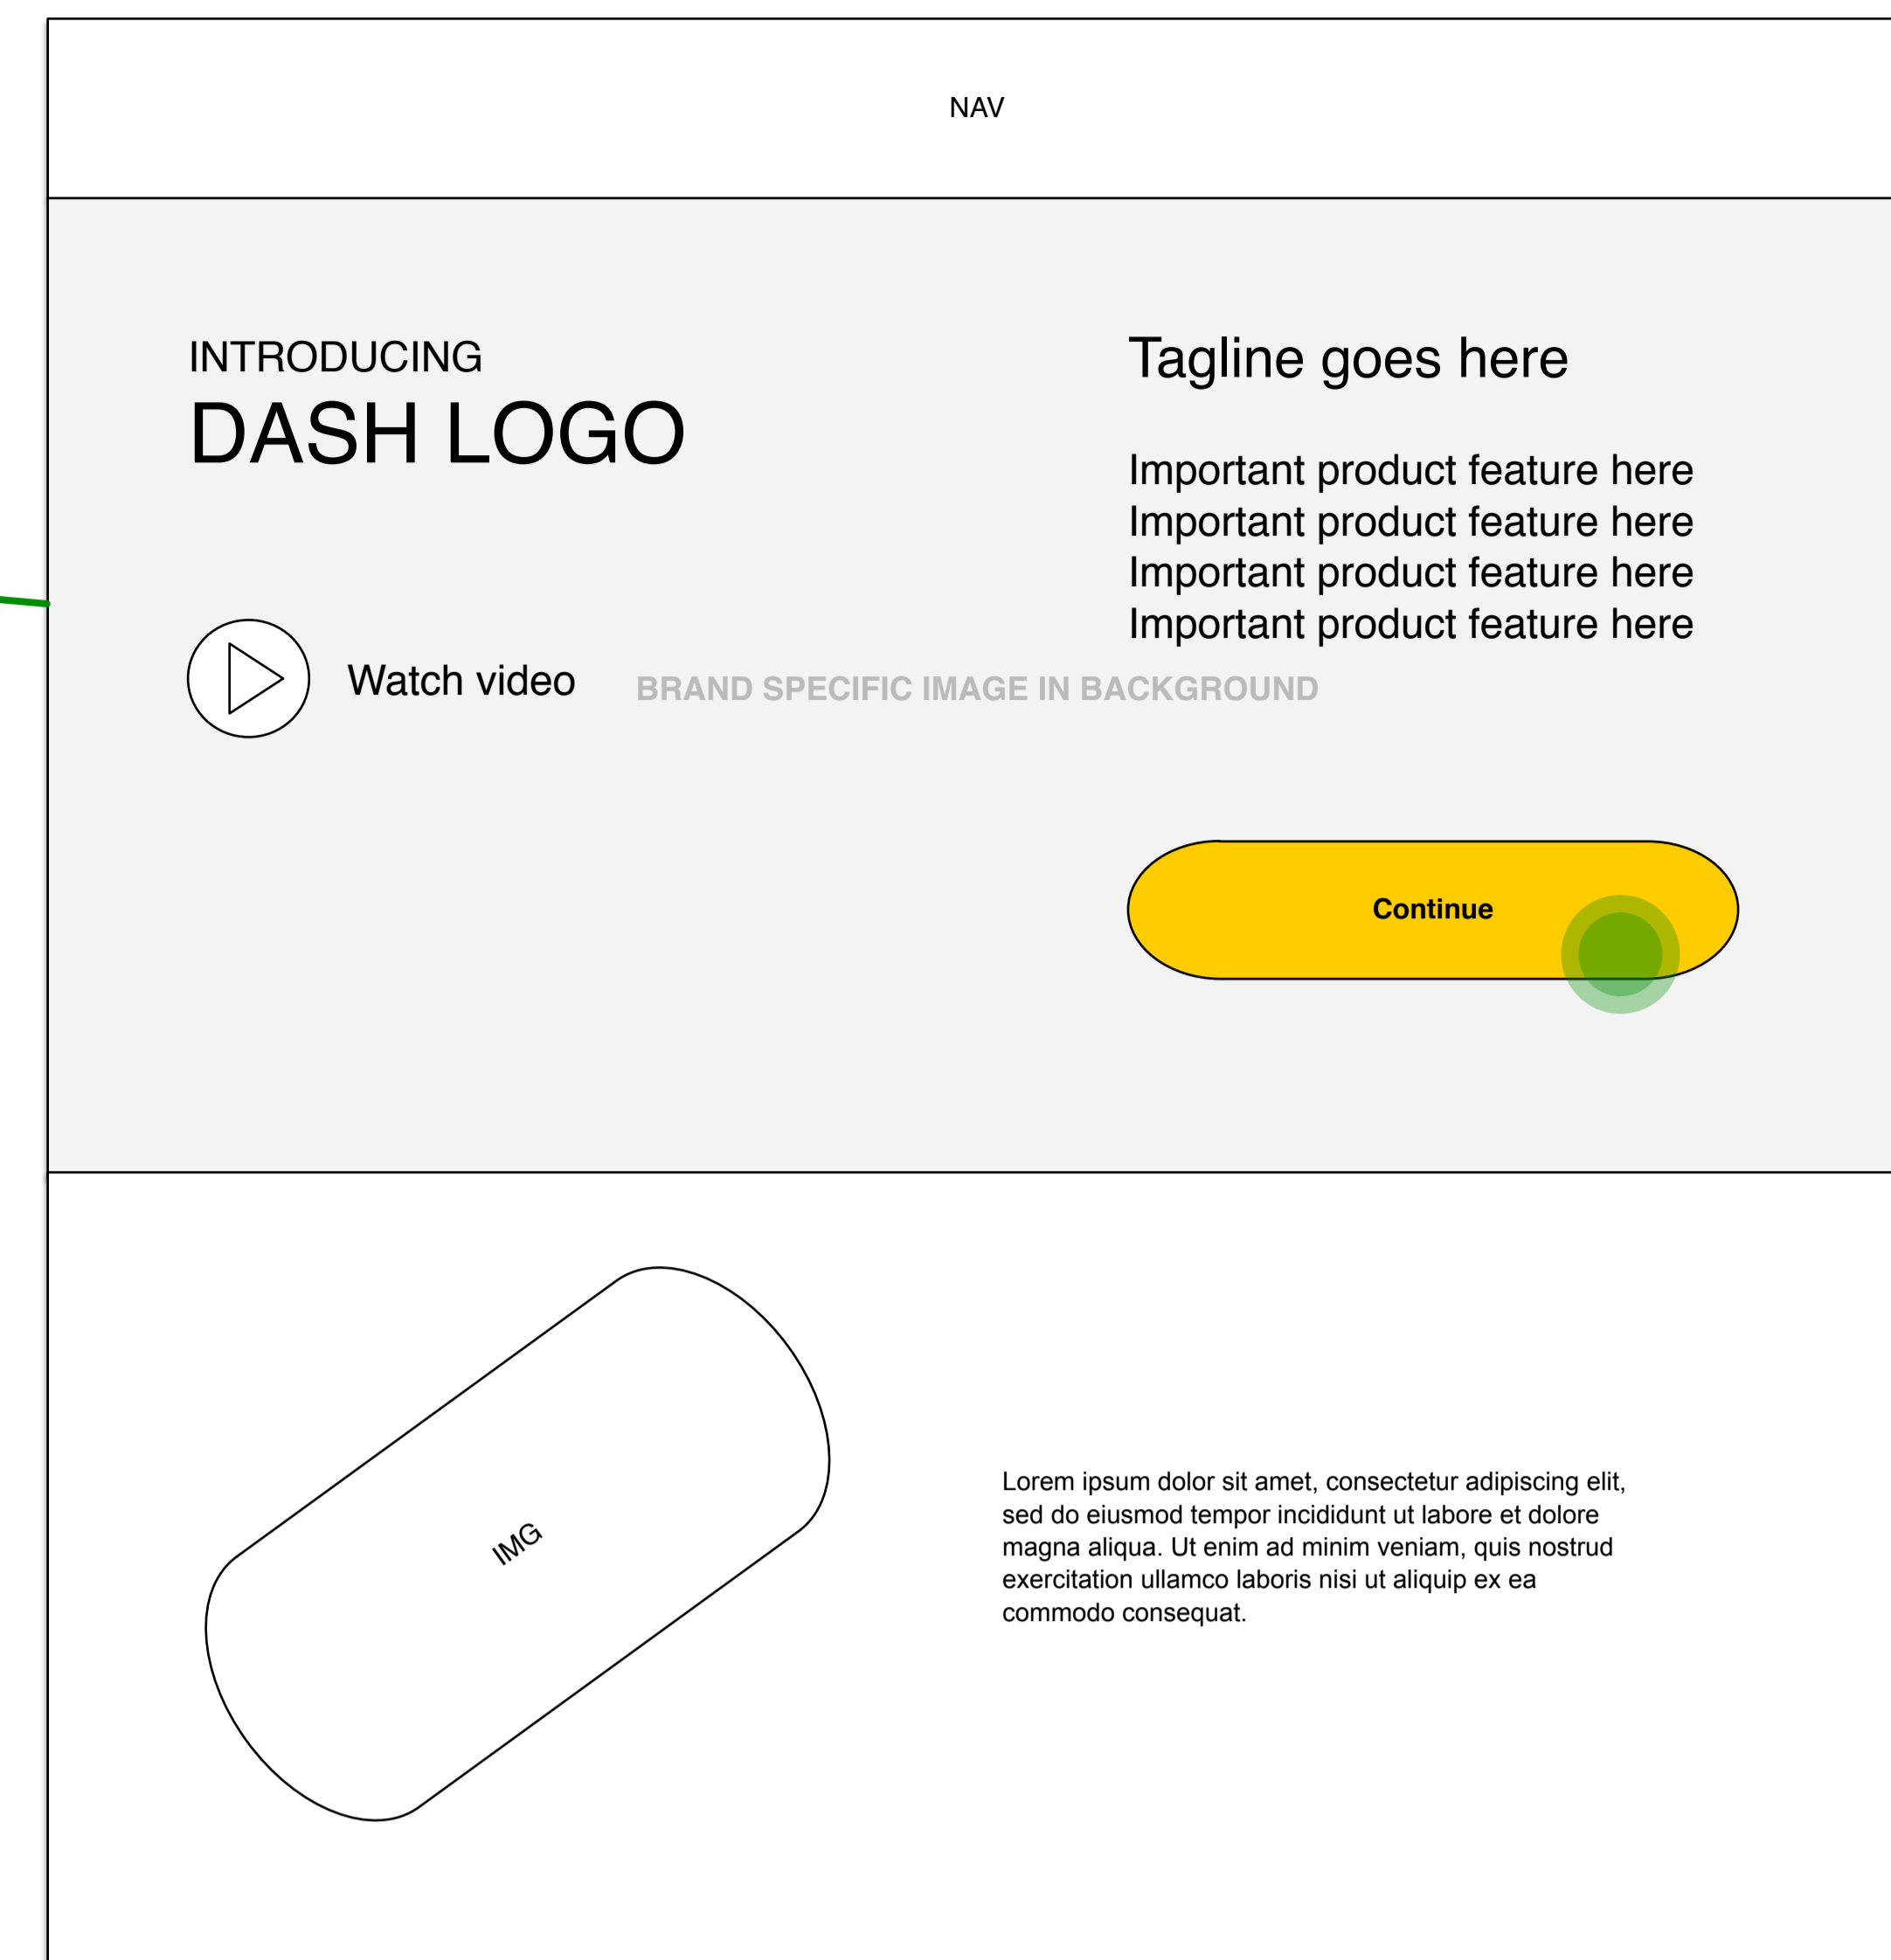 NAV
INTRODUCING
DASH LOGO
Watch video
BRAND SPECIFIC IMAGE IN BACKGROUND
Tagline goes here
Important product feature here
Important product feature here
Important product feature here
Important product feature here
Continue
IMG
Lorem ipsum dolor sit amet, consectetur adipiscing elit,
sed do eiusmod tempor incididunt ut labore et dolore
magna aliqua. Ut enim ad minim veniam, quis nostrud
exercitation ullamco laboris nisi ut aliquip ex ea
commodo consequat.